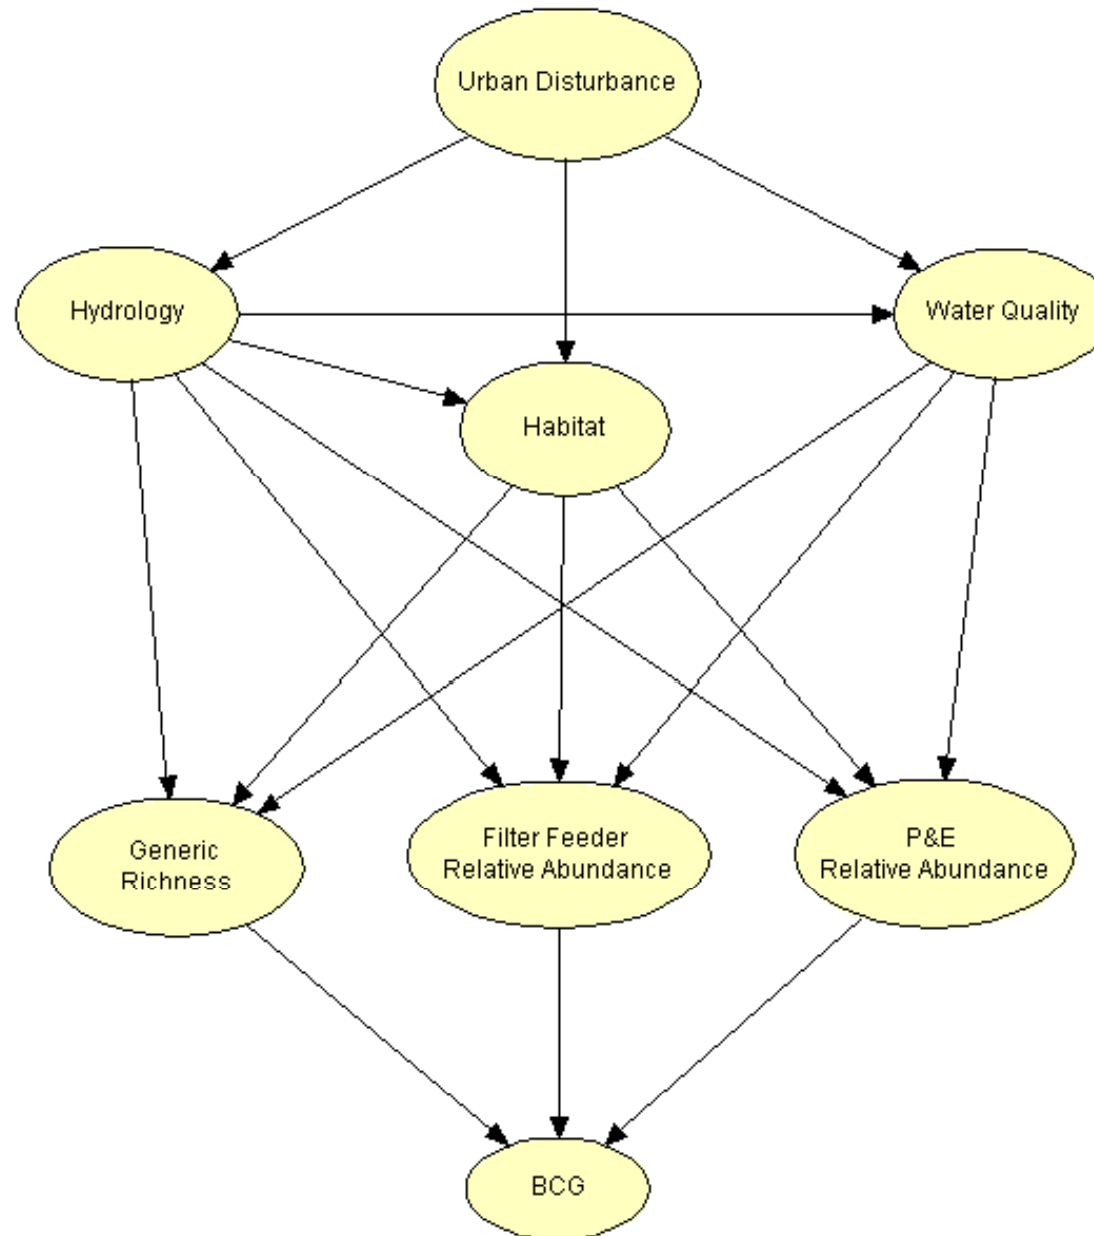 Urban Disturbance
Hydrology
Water Quality
Habitat
Generic
Richness
Filter Feeder
Relative Abundance
P&E
Relative Abundance
BCG